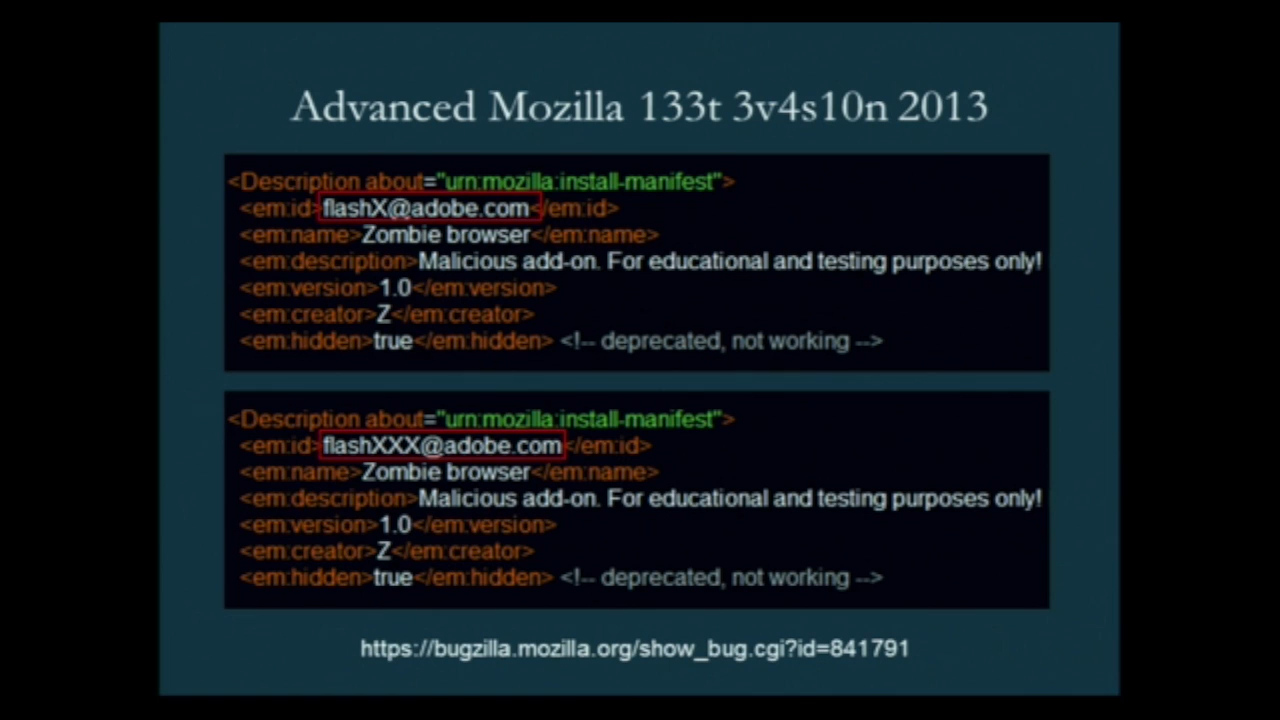 Advanced Mozilla 133t 3v4s10n 2013
<Description about="urn:mozilla:install-manifest">
<em:id>flashX@adobe.com</em:id>
<em:name>Zombie browser</em:name>
<em:description>Malicious add-on. For educational and testing purposes only!
<em:version>1.0</em:version>
<em:creator>Z</em:creator>
<em:hidden>true</em:hidden> <!-- deprecated, not working -->
<Description about="urn:mozilla:install-manifest">
<em:id>flashXXX@adobe.com</em:id>
<em:name>Zombie browser</em:name>
<em:description>Malicious add-on. For educational and testing purposes only!
<em:version>1.0</em:version>
<em:creator>Z</em:creator>
<em:hidden>true</em:hidden> <!-- deprecated, not working -->
https://bugzilla.mozilla.org/show_bug.cgi?id=841791